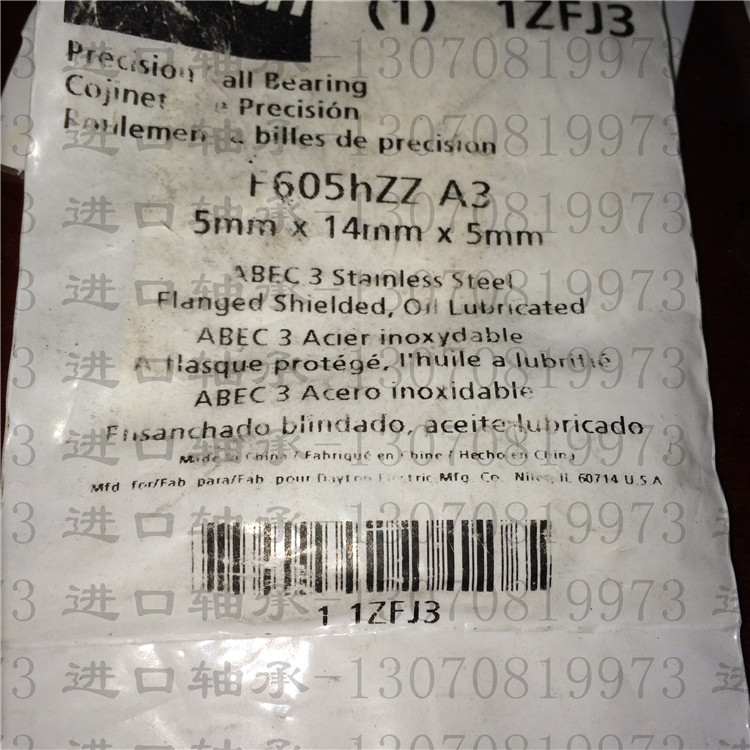 (1) 1ZFJ3
Precision all Bearing
Cojinet e Precisión
Roulemen à billes de precision
F605hZZ A3
5mm x 14mm x 5mm
ABEC 3 Stainless Steel
Flanged Shielded, Oil Lubricated
ABEC 3 Acier inoxydable
A flasque protégé, l'huile a lubrifié
ABEC 3 Acero inoxidable
Ensanchado blindado, aceite lubricado
Made in China / Fabriqué en Chine / Hecho en China
Mfd for/Fab para/Fab pour Dayton Electric Mfg. Co. Niles, IL 60714 U.S.A
1 1ZFJ3
进口轴承-13070819973